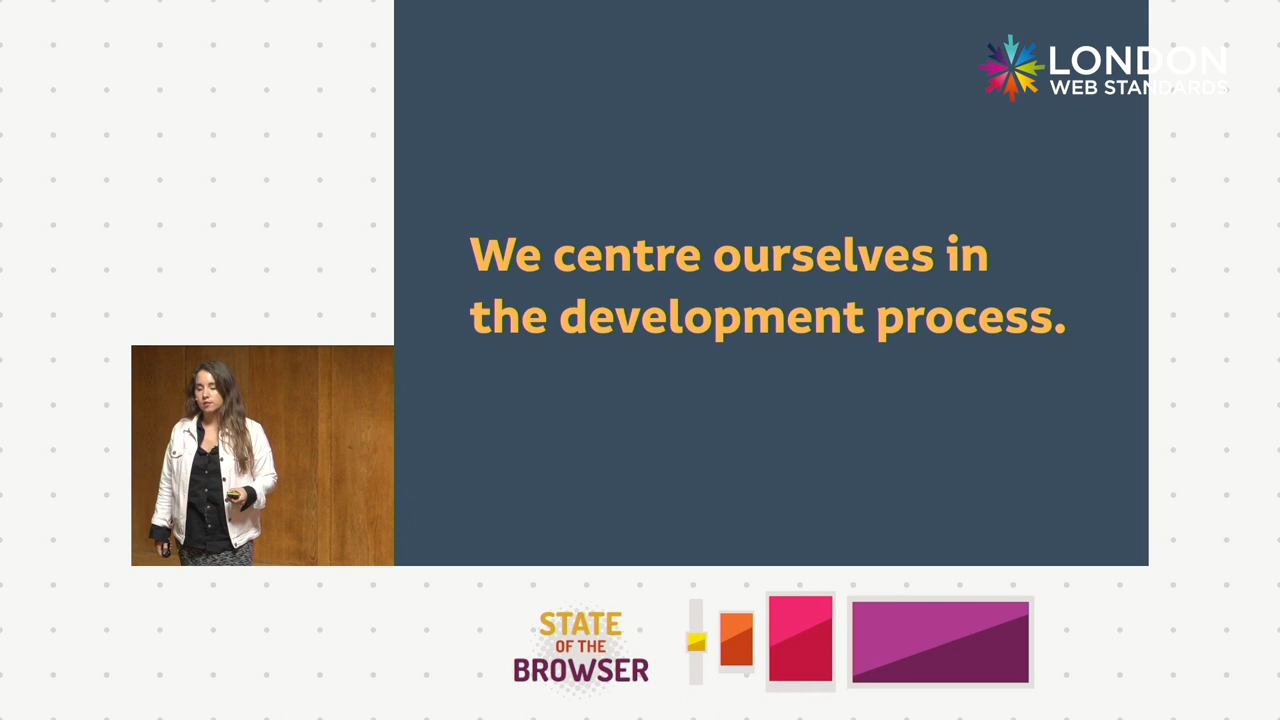 LONDON
WEB STANDARDS
We centre ourselves in
the development process.
STATE
OF THE
BROWSER